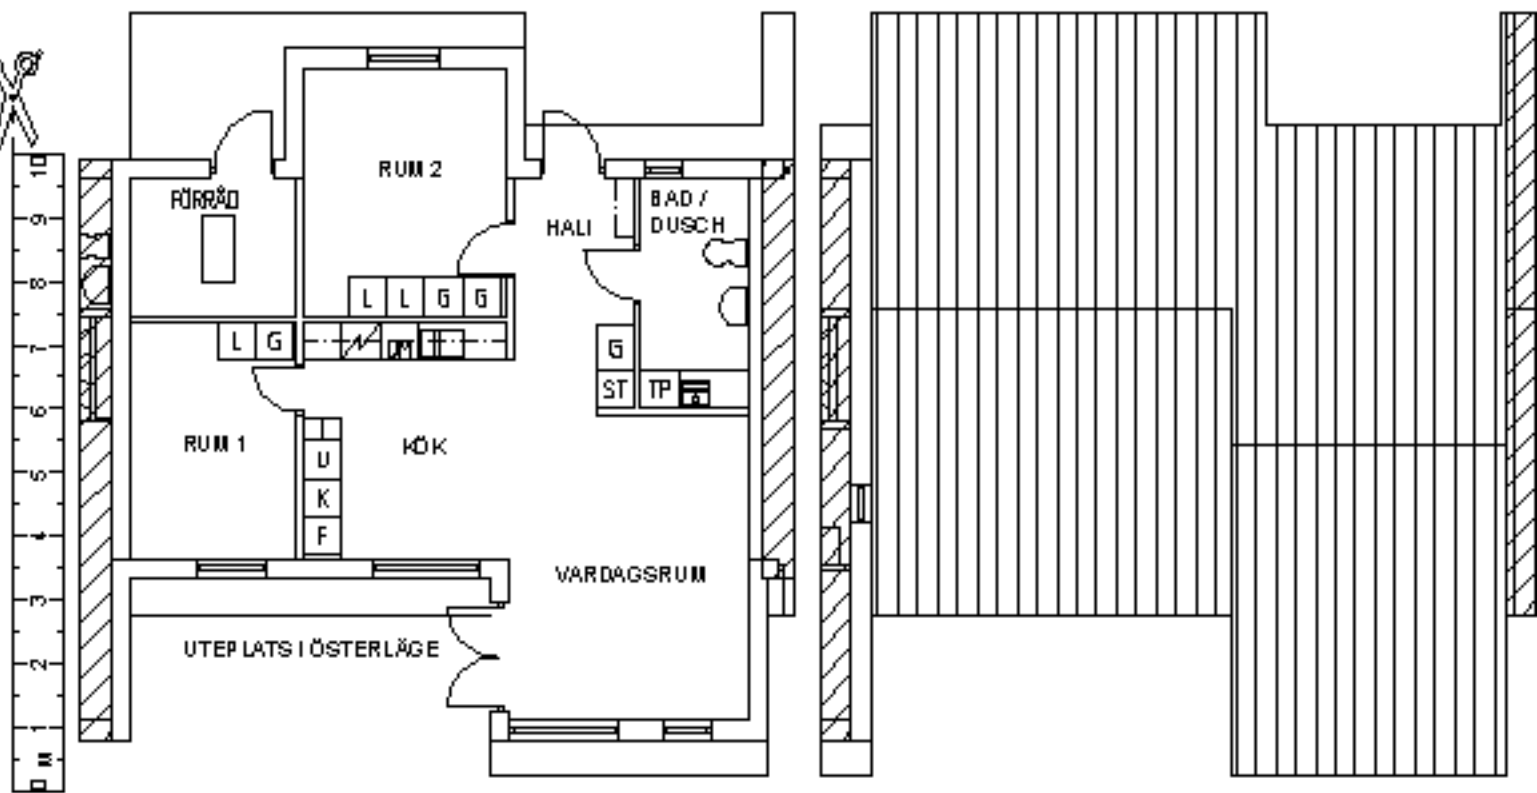 RUM 2
FÖRRÅD
BAD /
DUSCH
HALL
L L G G
L G
DM
G
ST TP
RUM 1
KÖK
U
K
F
VARDAGSRUM
UTEPLATS I ÖSTERLÄGE
10
9
8
7
6
5
4
3
2
1
M
0